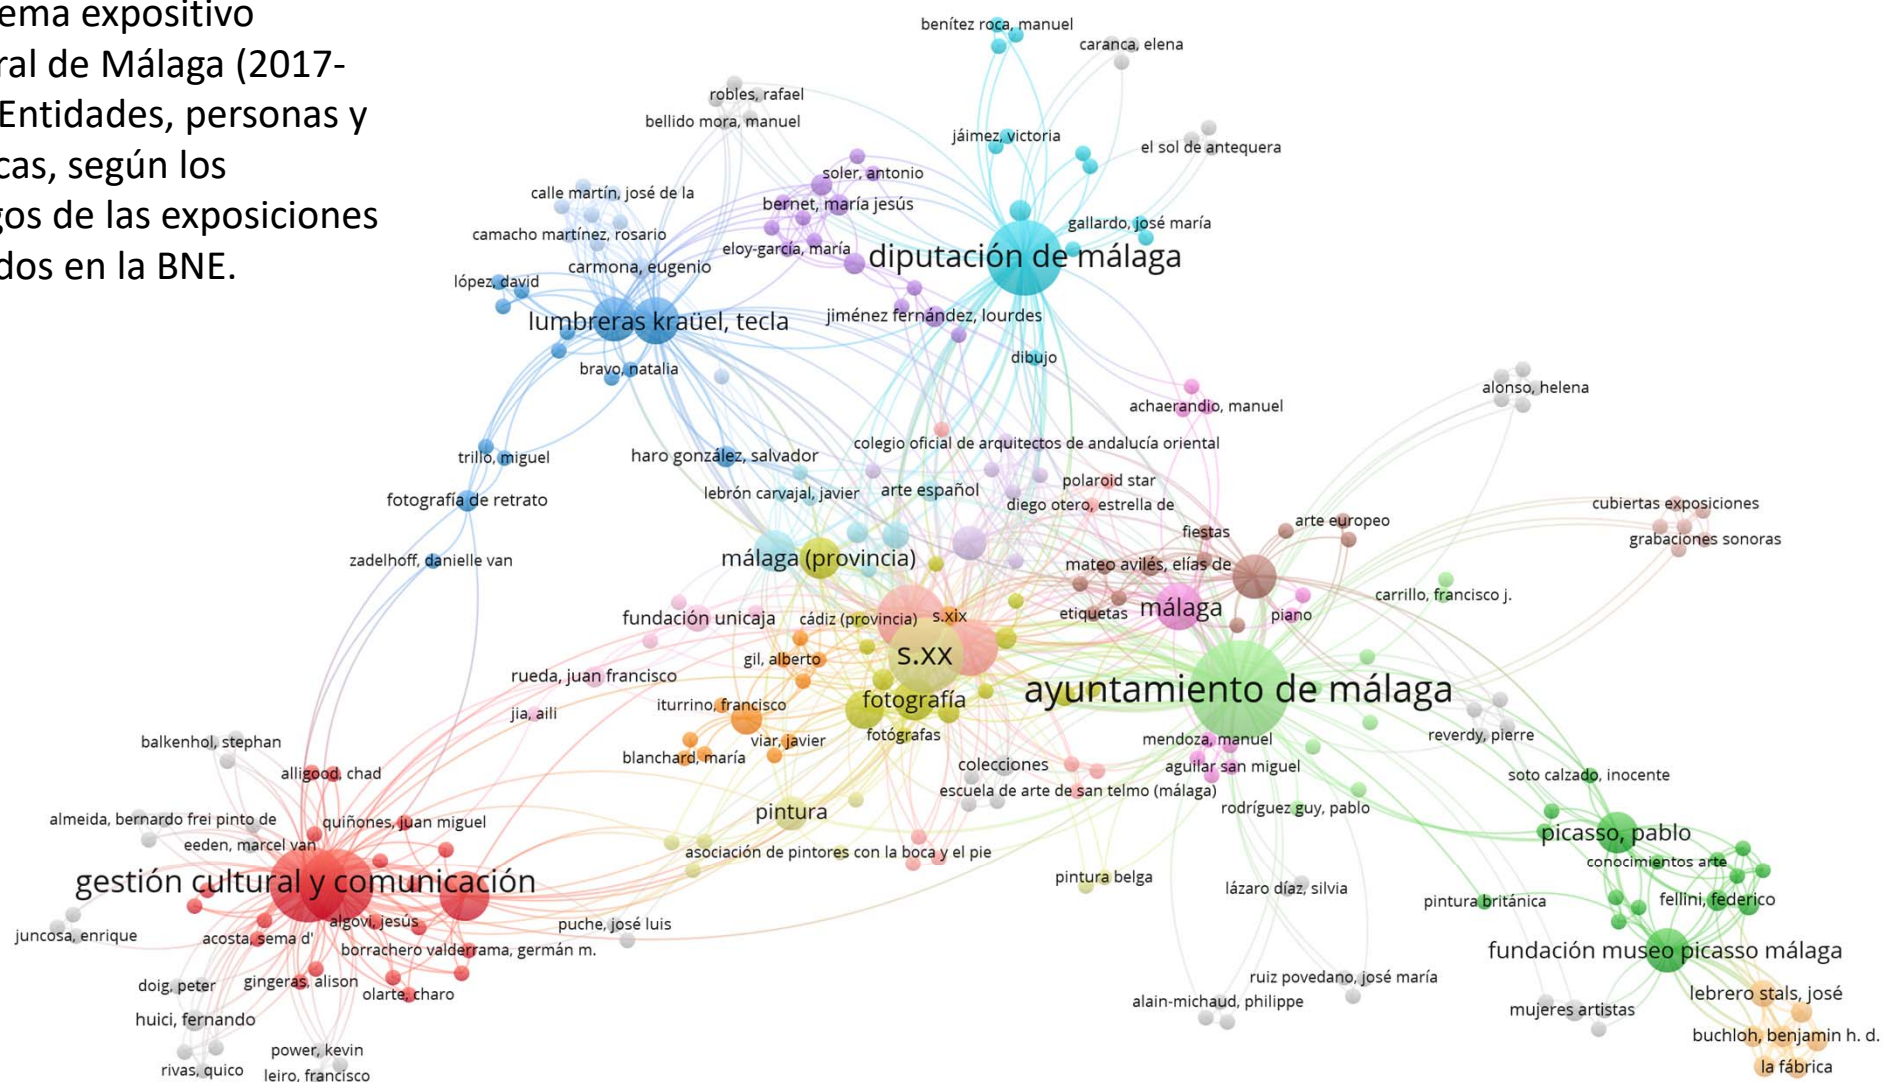 ema expositivo
ral de Málaga (2017-
Entidades, personas y
cas, según los
gos de las exposiciones
dos en la BNE.
benítez roca, manuel
caranca, elena
robles, rafael
bellido mora, manuel
jáimez, victoria
el sol de antequera
soler, antonio
calle martín, josé de la
bernet, maría jesús
gallardo, josé maría
camacho martínez, rosario
eloy-garcía, maría
diputación de málaga
carmona, eugenio
lópez, david
lumbreras kraüel, tecla
jiménez fernández, lourdes
dibujo
bravo, natalia
alonso, helena
achaerandio, manuel
colegio oficial de arquitectos de andalucía oriental
trillo, miguel
haro gonzález, salvador
polaroid star
lebrón carvajal, javier
arte español
fotografía de retrato
diego otero, estrella de
cubiertas exposiciones
arte europeo
fiestas
grabaciones sonoras
zadelhoff, danielle van
málaga (provincia)
mateo avilés, elías de
carrillo, francisco j.
fundación unicaja
cádiz (provincia)
s.xix
etiquetas
málaga
piano
s.xx
gil, alberto
rueda, juan francisco
ayuntamiento de málaga
iturrino, francisco
fotografía
jia, aili
fotógrafas
balkenhol, stephan
viar, javier
mendoza, manuel
reverdy, pierre
blanchard, maría
colecciones
aguilar san miguel
alligood, chad
soto calzado, inocente
escuela de arte de san telmo (málaga)
rodríguez guy, pablo
almeida, bernardo frei pinto de
quiñones, juan miguel
pintura
picasso, pablo
eeden, marcel van
asociación de pintores con la boca y el pie
conocimientos arte
gestión cultural y comunicación
pintura belga
lázaro díaz, silvia
pintura británica
fellini, federico
algovi, jesús
puche, josé luis
juncosa, enrique
acosta, sema d'
borrachero valderrama, germán m.
fundación museo picasso málaga
doig, peter
gingeras, alison
olarte, charo
ruiz povedano, josé maría
lebrero stals, josé
alain-michaud, philippe
mujeres artistas
huici, fernando
buchloh, benjamin h. d.
power, kevin
rivas, quico
leiro, francisco
la fábrica